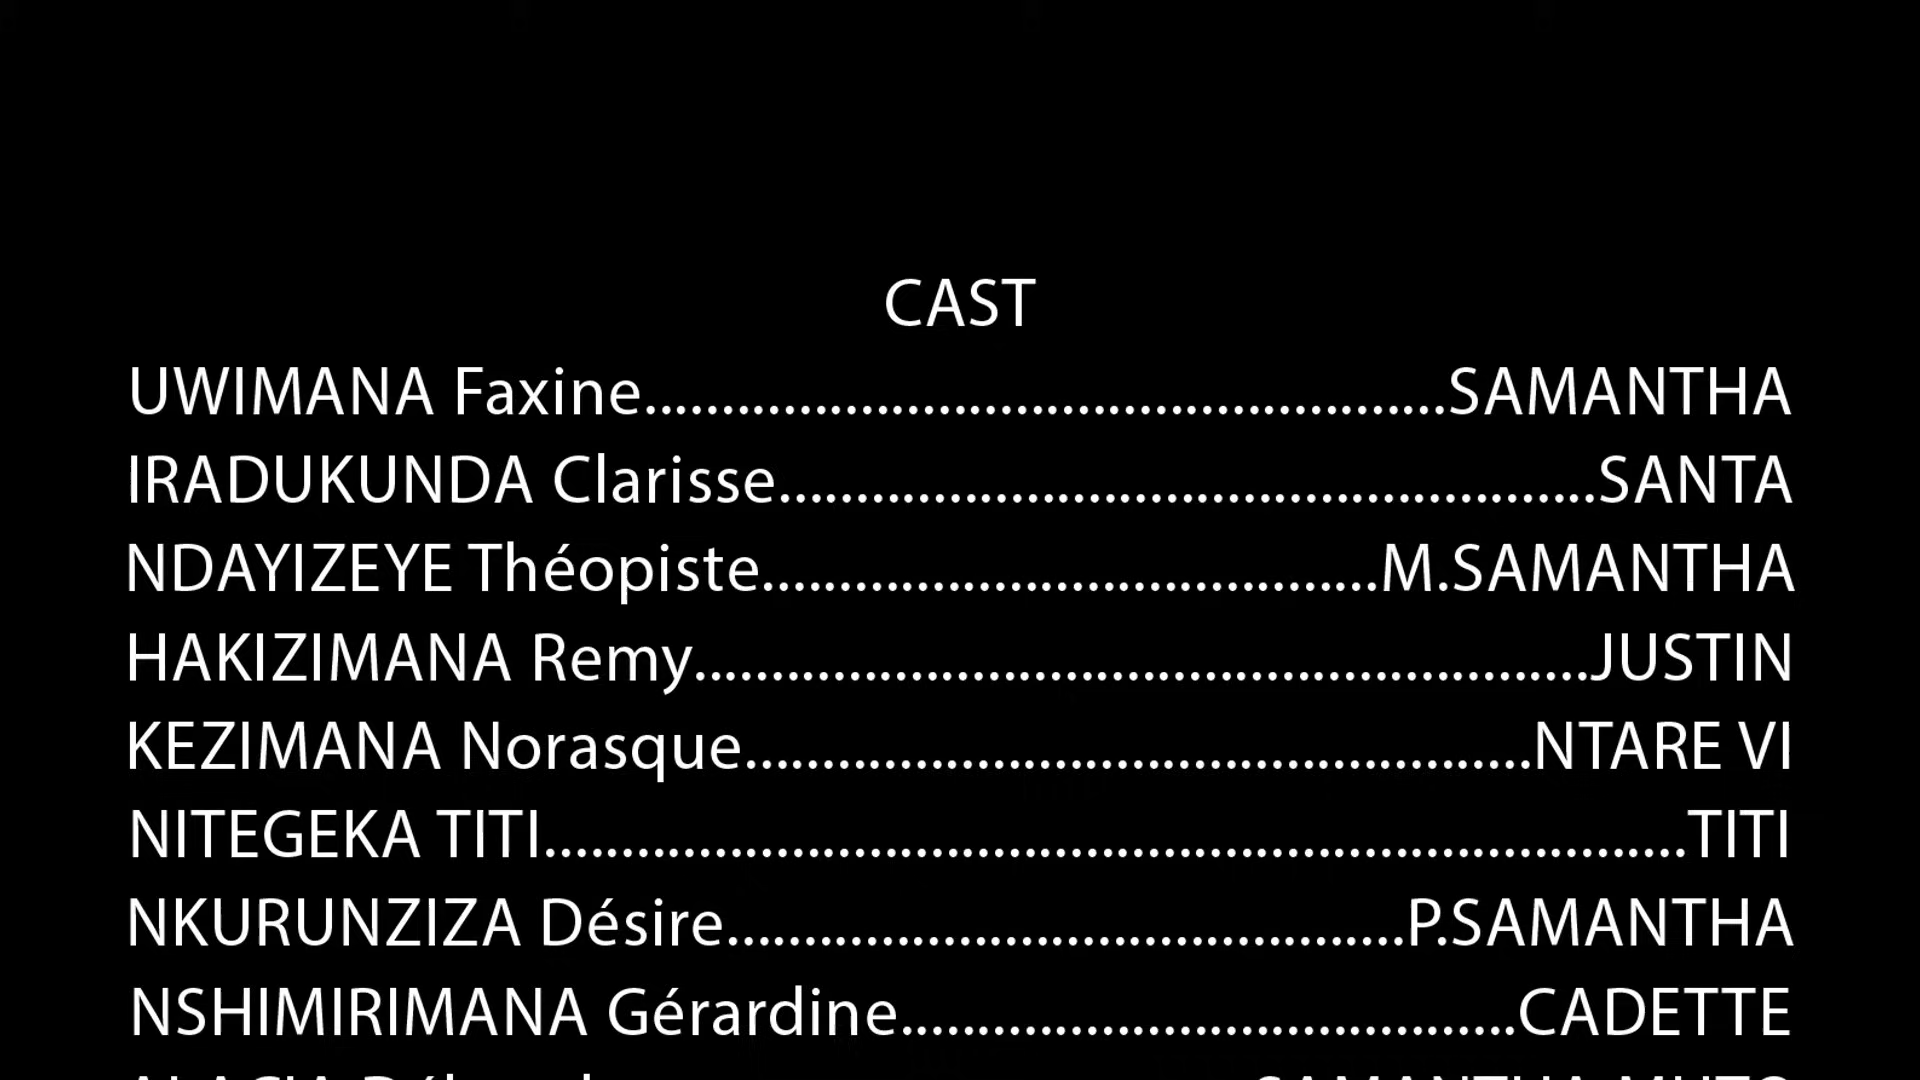 CAST
UWIMANA Faxine....................................................SAMANTHA
IRADUKUNDA Clarisse.....................................................SANTA
NDAYIZEYE Théopiste........................................M.SAMANTHA
HAKIZIMANA Remy..........................................................JUSTIN
KEZIMANA Norasque...................................................NTARE VI
NITEGEKA TITI..........................................................................TITI
NKURUNZIZA Désire............................................P.SAMANTHA
NSHIMIRIMANA Gérardine........................................CADETTE